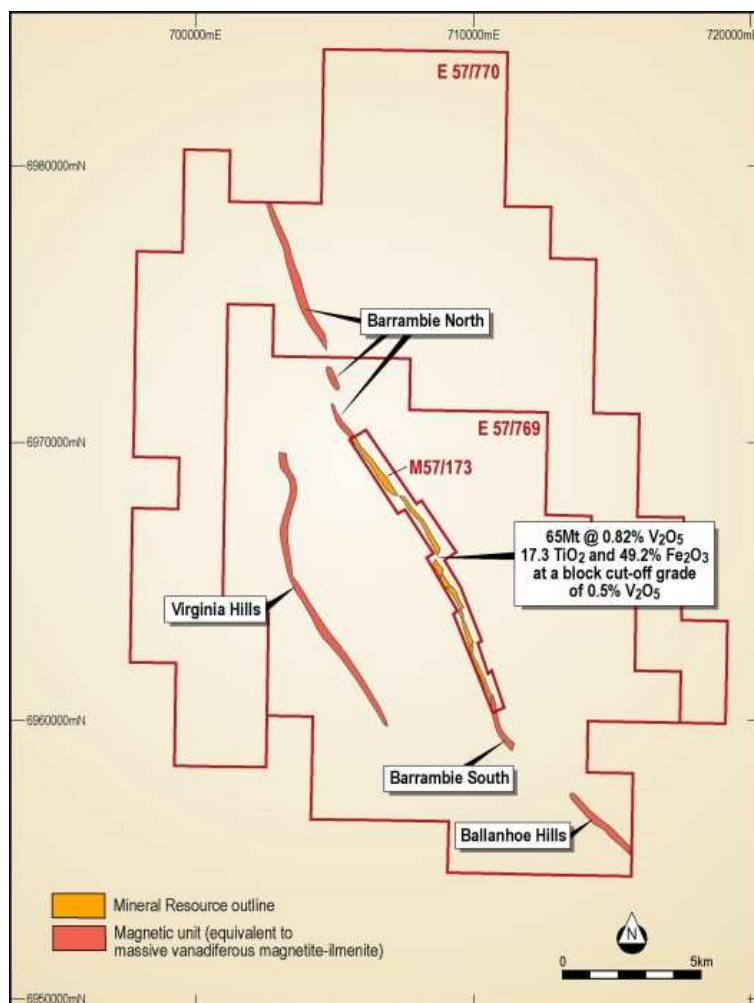 700000mE
710000mE
720000mE
E 57/770
6980000mN
Barrambie North
E 57/769
6970000mN
M57/173
65Mt @ 0.82% V₂O₅
17.3 TiO₂ and 49.2% Fe₂O₃
at a block cut-off grade
of 0.5% V₂O₅
Virginia Hills
6960000mN
Barrambie South
Ballanhoe Hills
Mineral Resource outline
Magnetic unit (equivalent to
massive vanadiferous magnetite-ilmenite)
N
0
5km
6950000mN